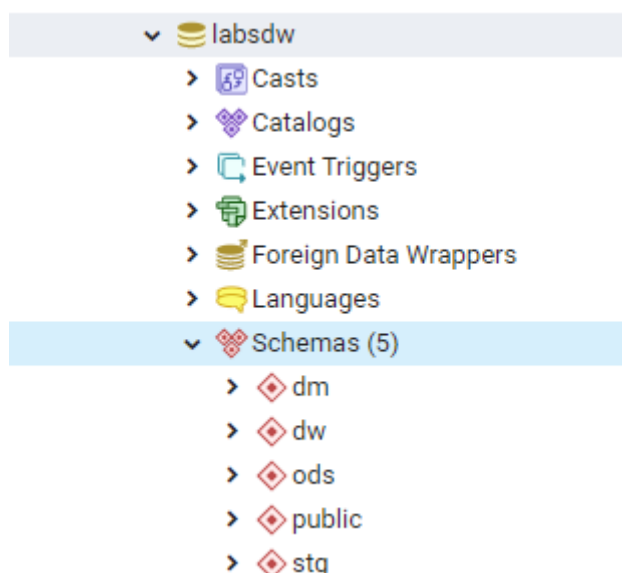 labsdw
Casts
Catalogs
Event Triggers
Extensions
Foreign Data Wrappers
Languages
Schemas (5)
dm
dw
ods
public
stg